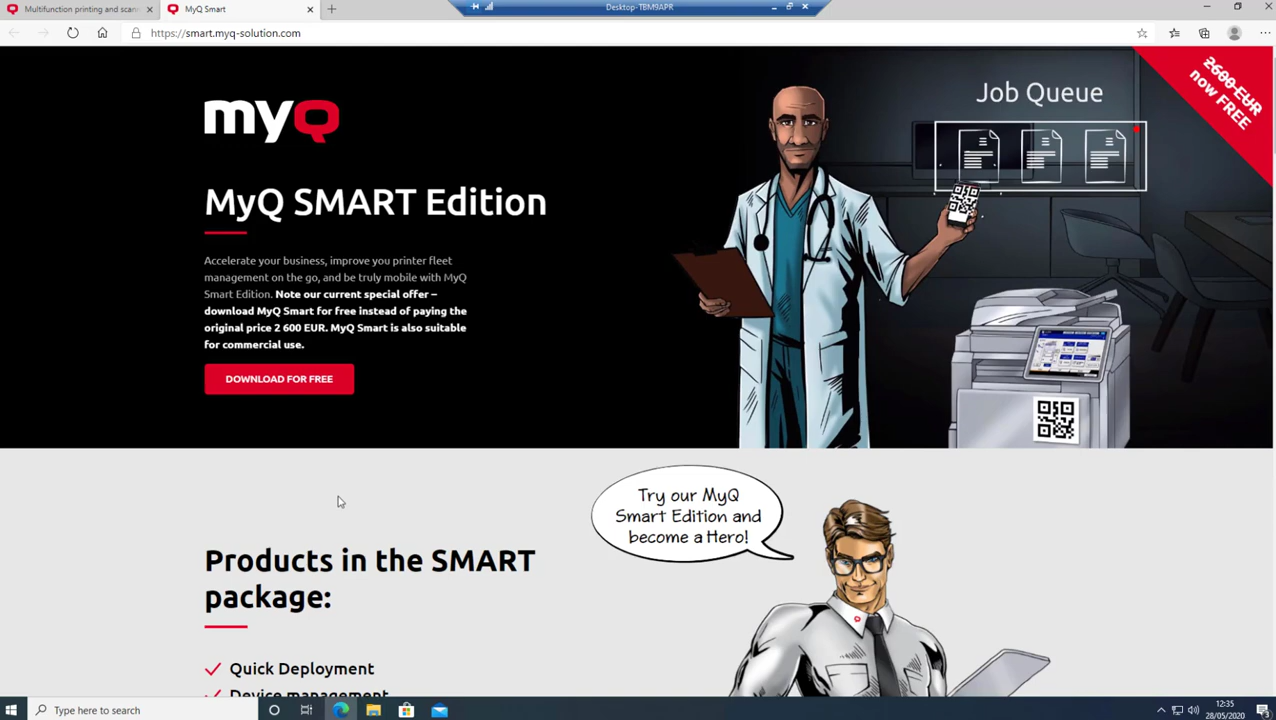 Multifunction printing and scan
MyQ Smart
Desktop-TBM9APR
https://smart.myq-solution.com
2600 EUR
now FREE
myQ
Job Queue
MyQ SMART Edition
Accelerate your business, improve you printer fleet
management on the go, and be truly mobile with MyQ
Smart Edition. Note our current special offer –
download MyQ Smart for free instead of paying the
original price 2 600 EUR. MyQ Smart is also suitable
for commercial use.
DOWNLOAD FOR FREE
Try our MyQ
Smart Edition and
become a Hero!
Products in the SMART
package:
Quick Deployment
Device management
Type here to search
12:35
28/05/2020